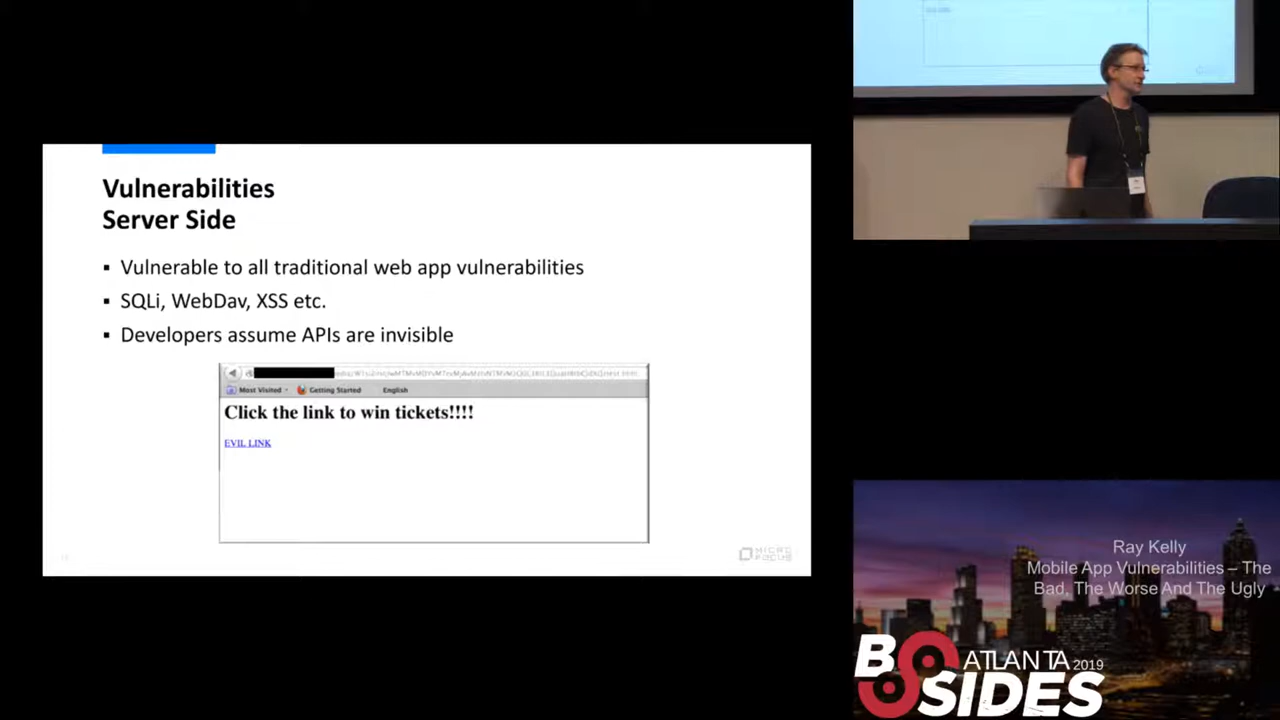 Vulnerabilities
Server Side
▪ Vulnerable to all traditional web app vulnerabilities
▪ SQLi, WebDav, XSS etc.
▪ Developers assume APIs are invisible
Most Visited
Getting Started
English
Click the link to win tickets!!!!
EVIL LINK
MICRO
FOCUS
Ray Kelly
Mobile App Vulnerabilities – The
Bad, The Worse And The Ugly
BSIDES ATLANTA 2019